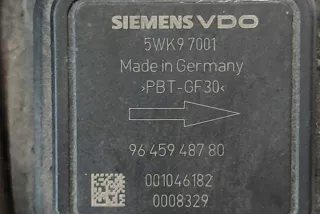 SIEMENS VDO
5WK9 7001
Made in Germany
›PBT-GF30‹
96 459 487 80
001046182
0008329